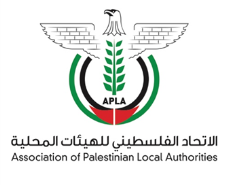 APLA
الاتحاد الفلسطيني للهيئات المحلية
Association of Palestinian Local Authorities